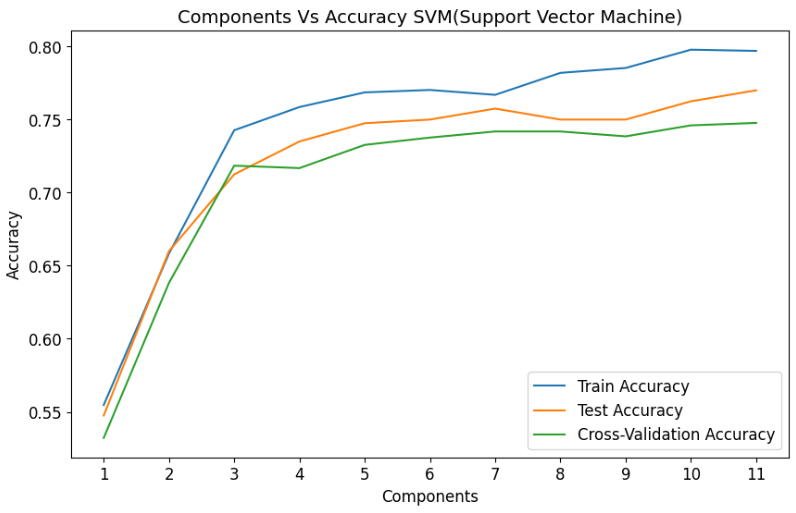 Components Vs Accuracy SVM(Support Vector Machine)
0.80
0.75
0.70
0.65
0.60
0.55
Accuracy
Train Accuracy
Test Accuracy
Cross-Validation Accuracy
1 2 3 4 5 6 7 8 9 10 11
Components